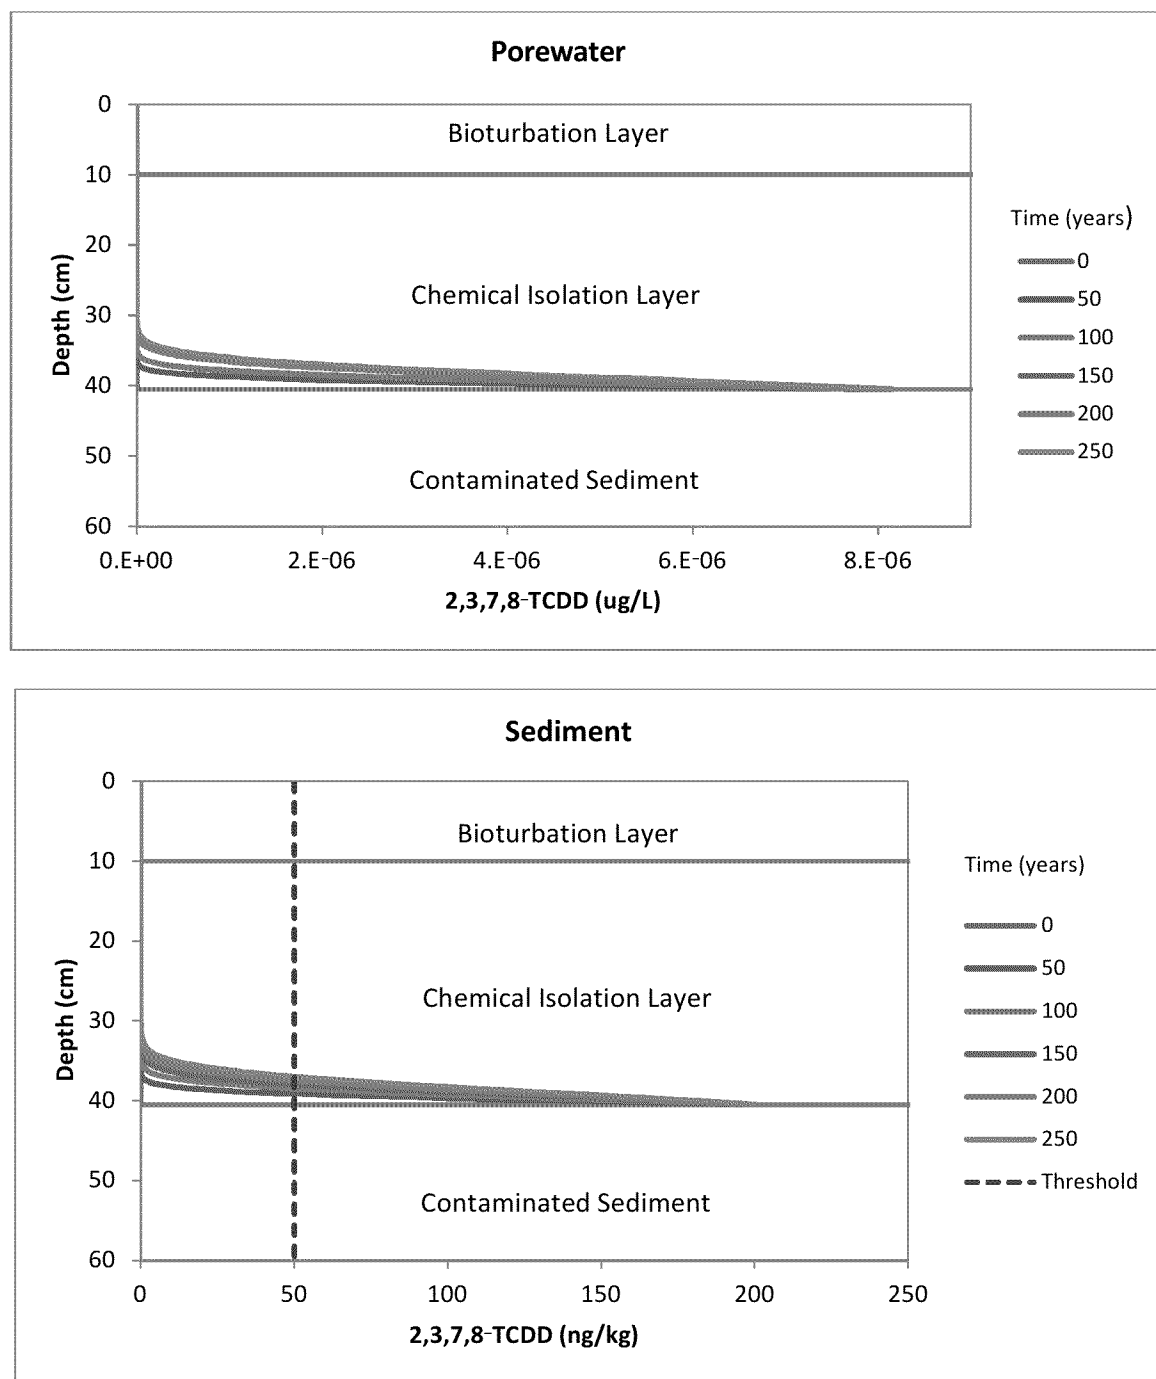 Porewater
0
10
20
30
40
50
60
Depth (cm)
Bioturbation Layer
Chemical Isolation Layer
Contaminated Sediment
0.E+00 2.E-06 4.E-06 6.E-06 8.E-06
2,3,7,8-TCDD (ug/L)
Time (years)
0
50
100
150
200
250
Sediment
0
10
20
30
40
50
60
Depth (cm)
Bioturbation Layer
Chemical Isolation Layer
Contaminated Sediment
0 50 100 150 200 250
2,3,7,8-TCDD (ng/kg)
Time (years)
0
50
100
150
200
250
Threshold